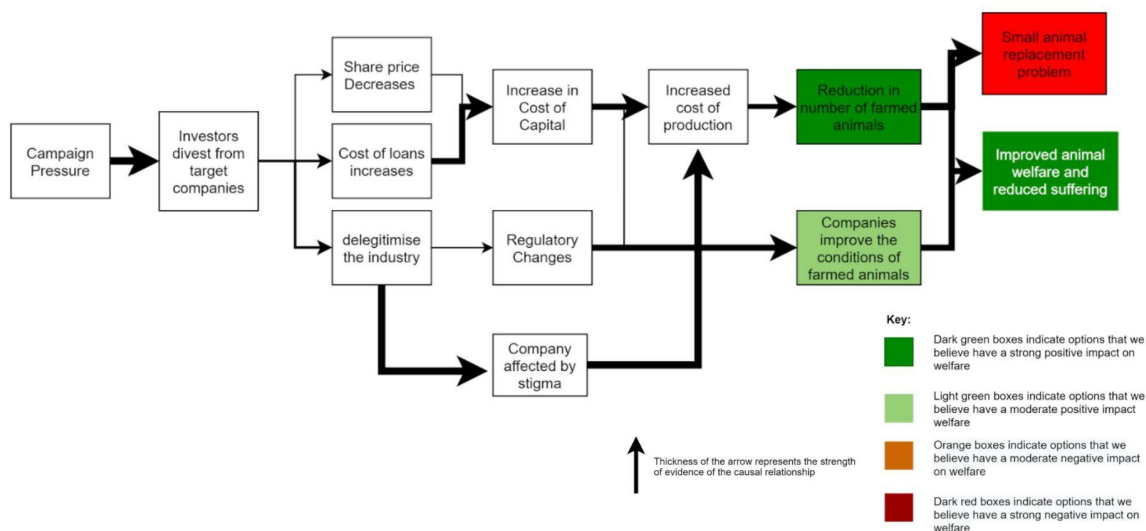 Campaign
Pressure
Investors
divest from
target
companies
Share price
Decreases
Cost of loans
increases
delegitimise
the industry
Increase in
Cost of
Capital
Regulatory
Changes
Company
affected by
stigma
Increased
cost of
production
Reduction in
number of farmed
animals
Companies
improve the
conditions of
farmed animals
Small animal
replacement
problem
Improved animal
welfare and
reduced suffering
Key:
Dark green boxes indicate options that we
believe have a strong positive impact on
welfare
Light green boxes indicate options that we
believe have a moderate positive impact
welfare
Orange boxes indicate options that we
believe have a moderate negative impact
on welfare
Dark red boxes indicate options that we
believe have a strong negative impact on
welfare
Thickness of the arrow represents the strength
of evidence of the causal relationship